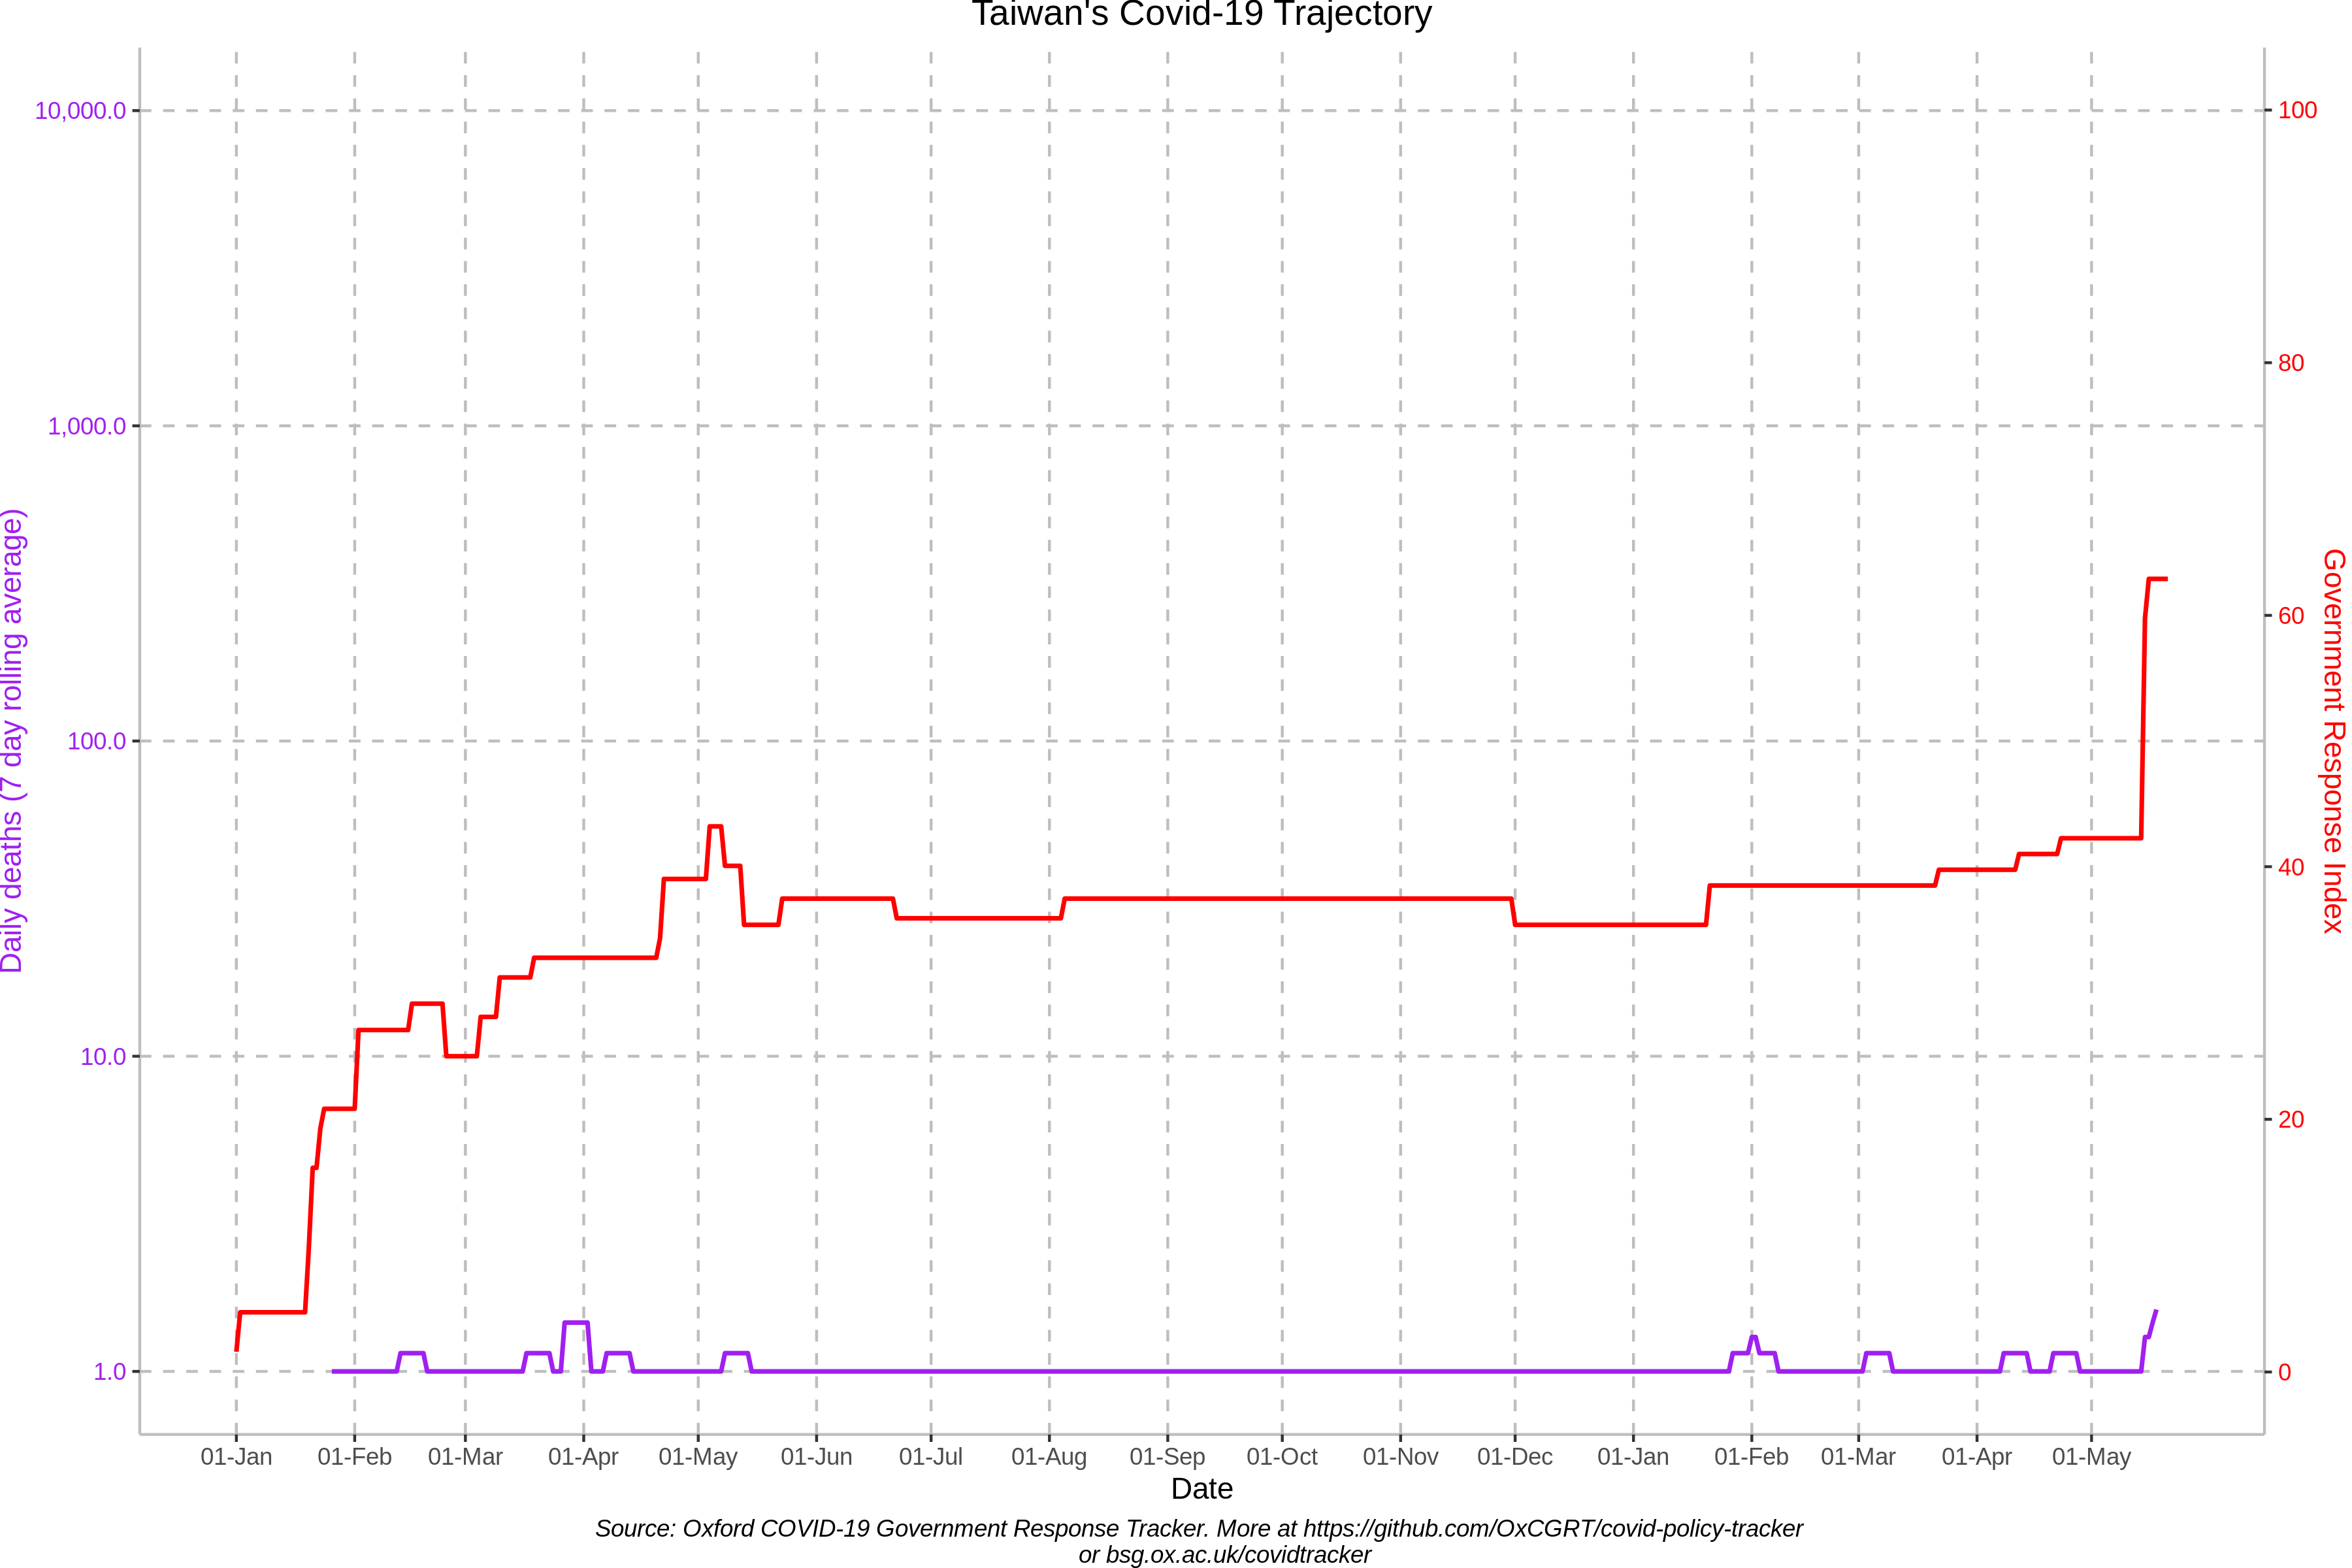 Taiwan's Covid-19 Trajectory
10,000.0
1,000.0
100.0
10.0
1.0
Daily deaths (7 day rolling average)
100
80
60
40
20
0
Government Response Index
01-Jan 01-Feb 01-Mar 01-Apr 01-May 01-Jun 01-Jul 01-Aug 01-Sep 01-Oct 01-Nov 01-Dec 01-Jan 01-Feb 01-Mar 01-Apr 01-May
Date
Source: Oxford COVID-19 Government Response Tracker. More at https://github.com/OxCGRT/covid-policy-tracker
or bsg.ox.ac.uk/covidtracker